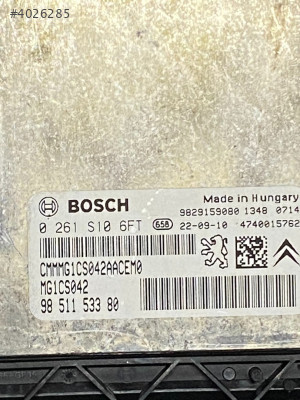 #4026285
BOSCH
Made in Hungary
9829159080 1348 0714
0 261 S10 6FT 658 22-09-10 4740015762
CMMMG1CS042AACEM0
MG1CS042
98 511 533 80